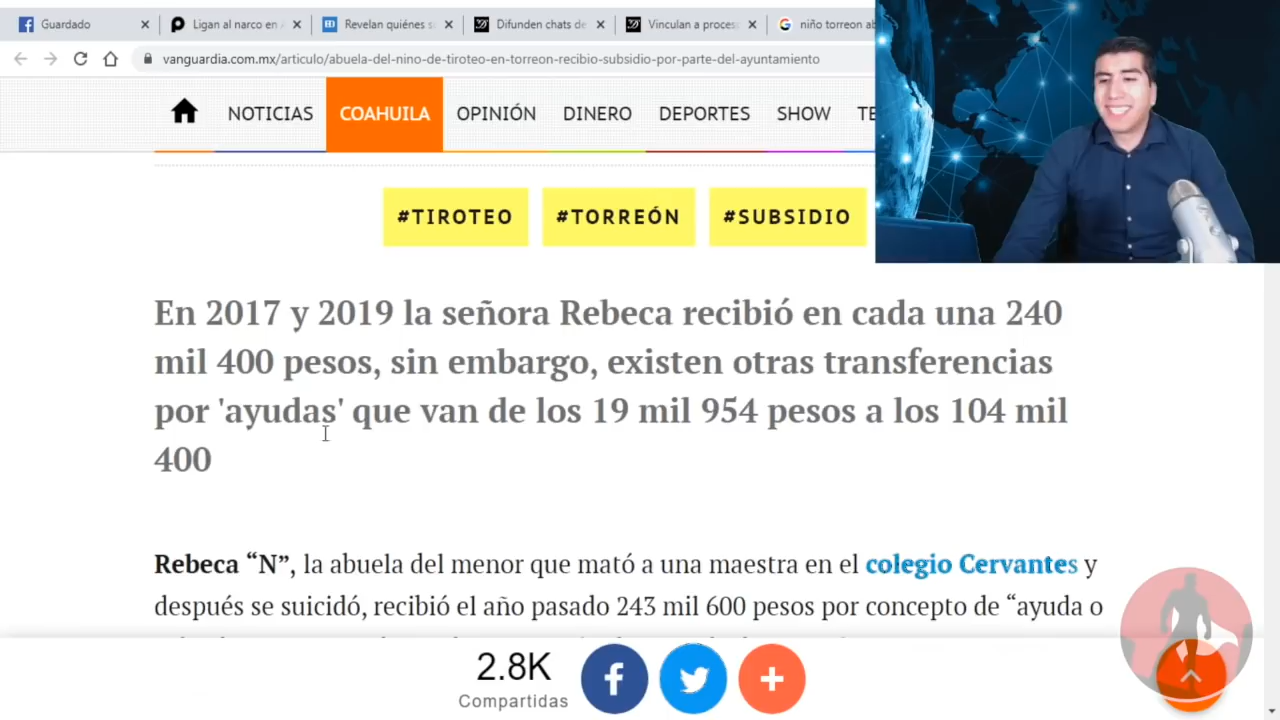 Guardado
Ligan al narco en
Revelan quiénes
Difunden chats de
Vinculan a proces
niño torreon ab
vanguardia.com.mx/articulo/abuela-del-nino-de-tiroteo-en-torreon-recibio-subsidio-por-parte-del-ayuntamiento
NOTICIAS COAHUILA OPINIÓN DINERO DEPORTES SHOW TE
#TIROTEO #TORREÓN #SUBSIDIO
En 2017 y 2019 la señora Rebeca recibió en cada una 240
mil 400 pesos, sin embargo, existen otras transferencias
por 'ayudas' que van de los 19 mil 954 pesos a los 104 mil
400
Rebeca “N”, la abuela del menor que mató a una maestra en el colegio Cervantes y
después se suicidó, recibió el año pasado 243 mil 600 pesos por concepto de “ayuda o
2.8K
Compartidas